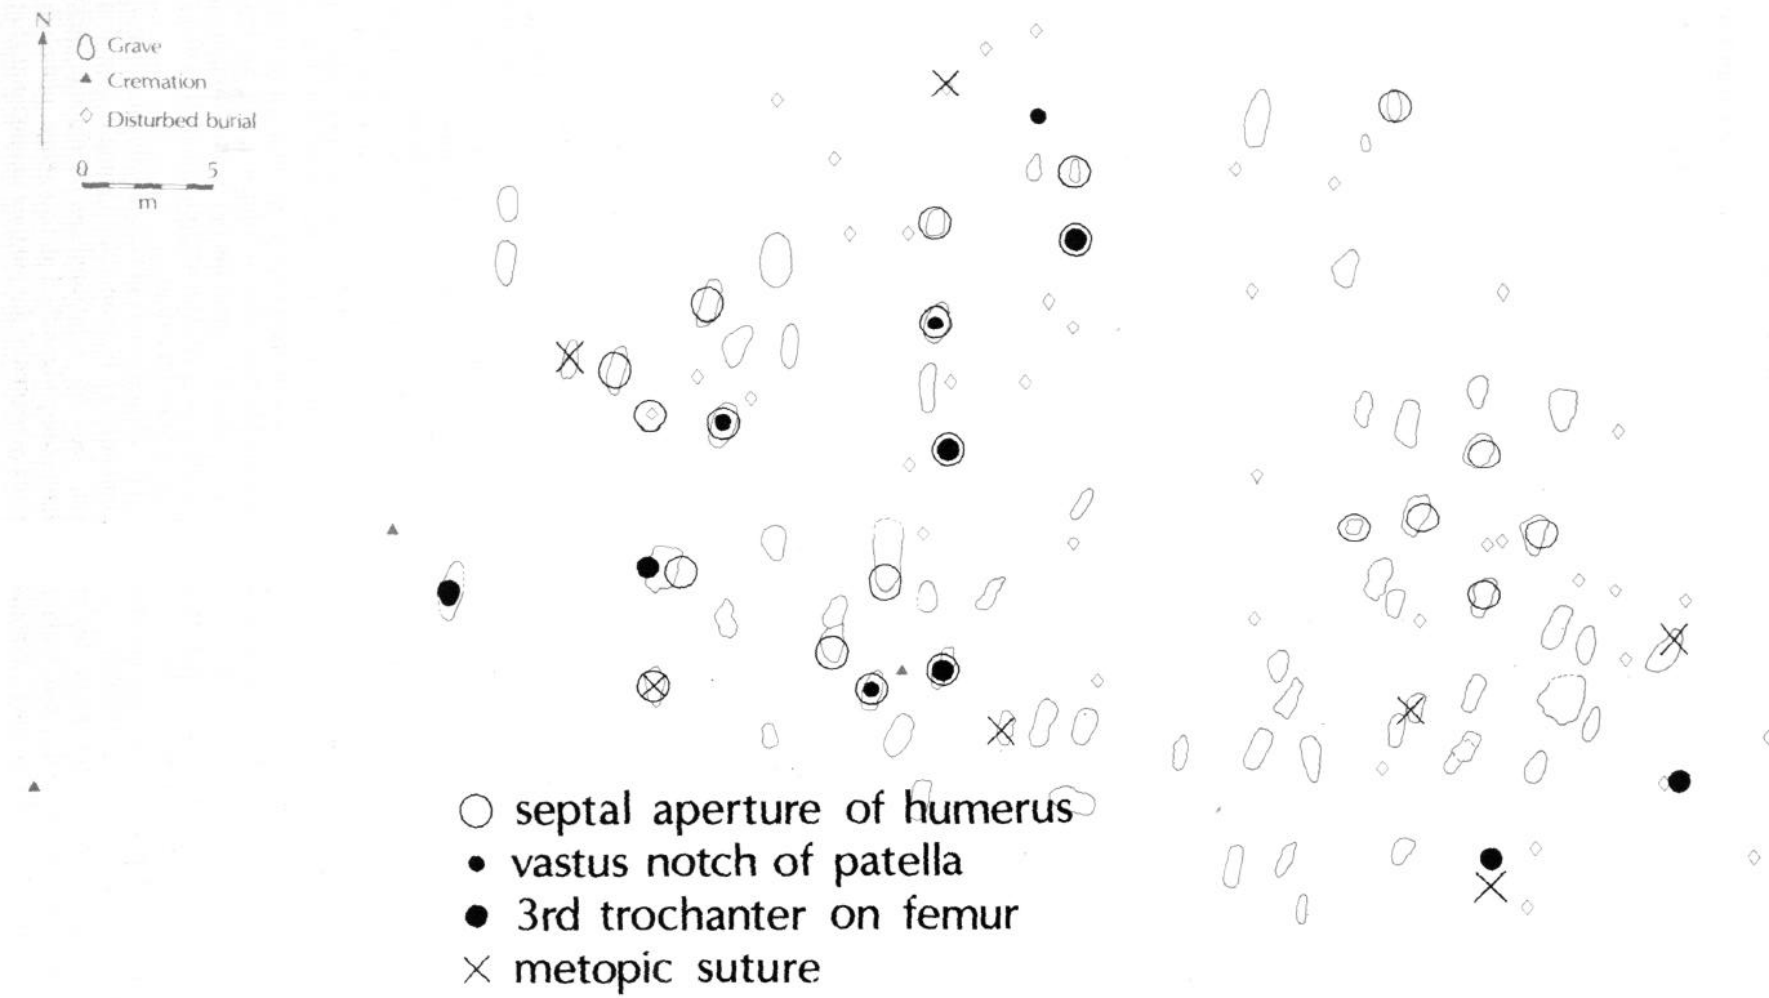 N
Grave
Cremation
Disturbed burial
0 5
m
septal aperture of humerus
vastus notch of patella
3rd trochanter on femur
metopic suture